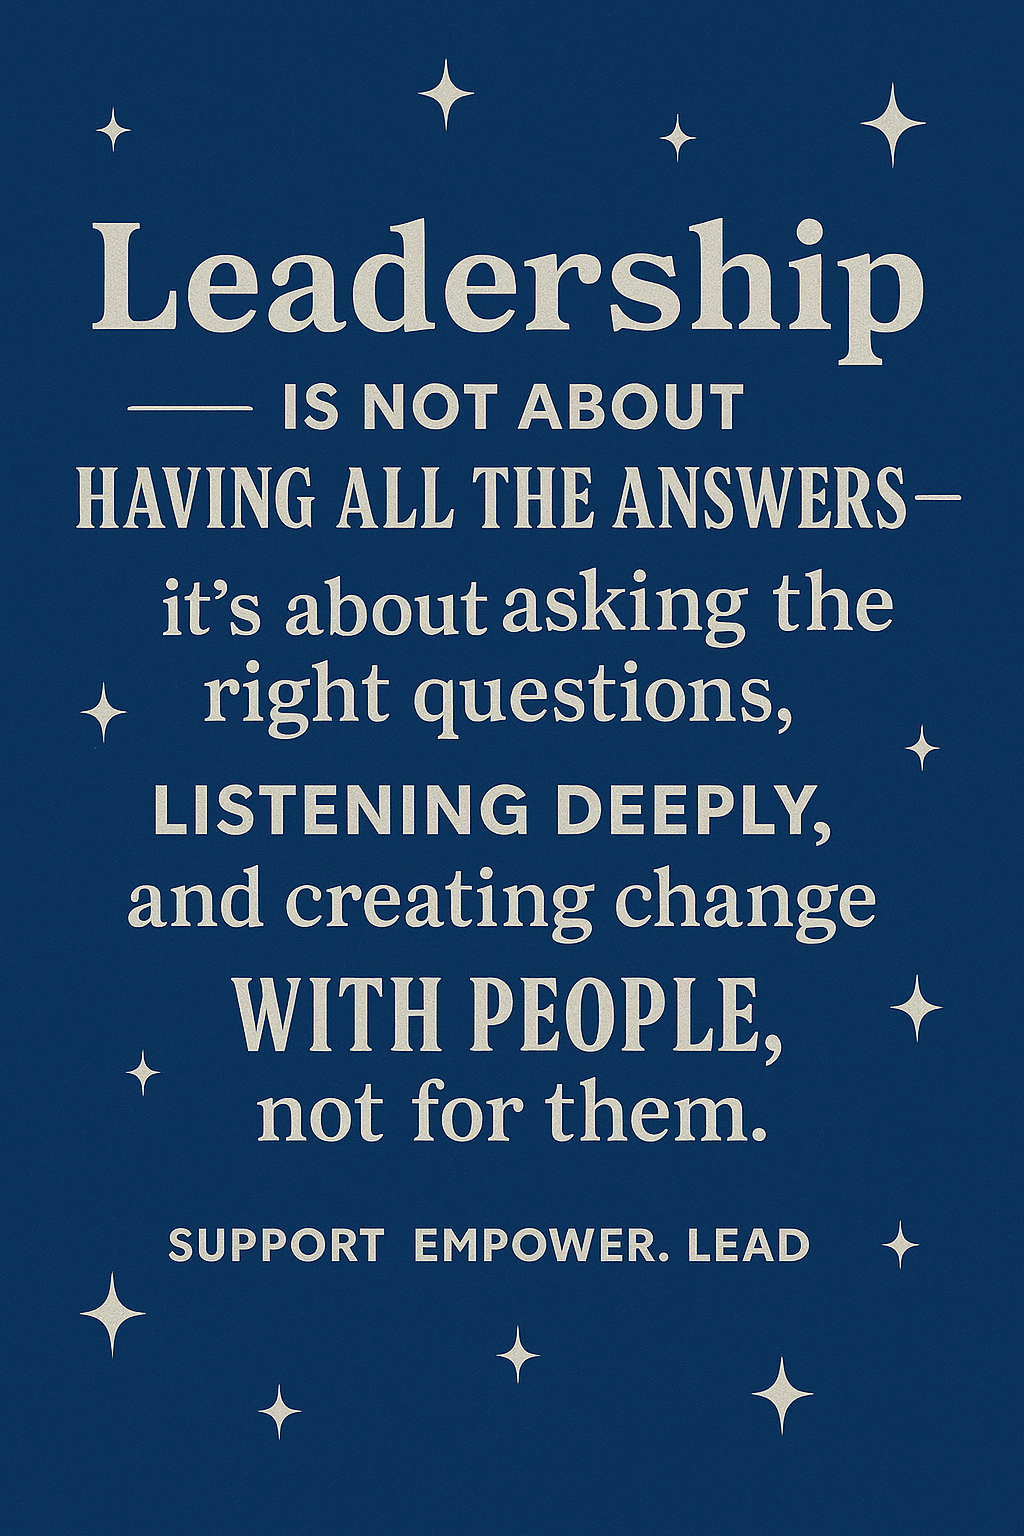 Leadership
IS NOT ABOUT
HAVING ALL THE ANSWERS—
it’s about asking the
right questions,
LISTENING DEEPLY,
and creating change
WITH PEOPLE,
not for them.
SUPPORT EMPOWER. LEAD